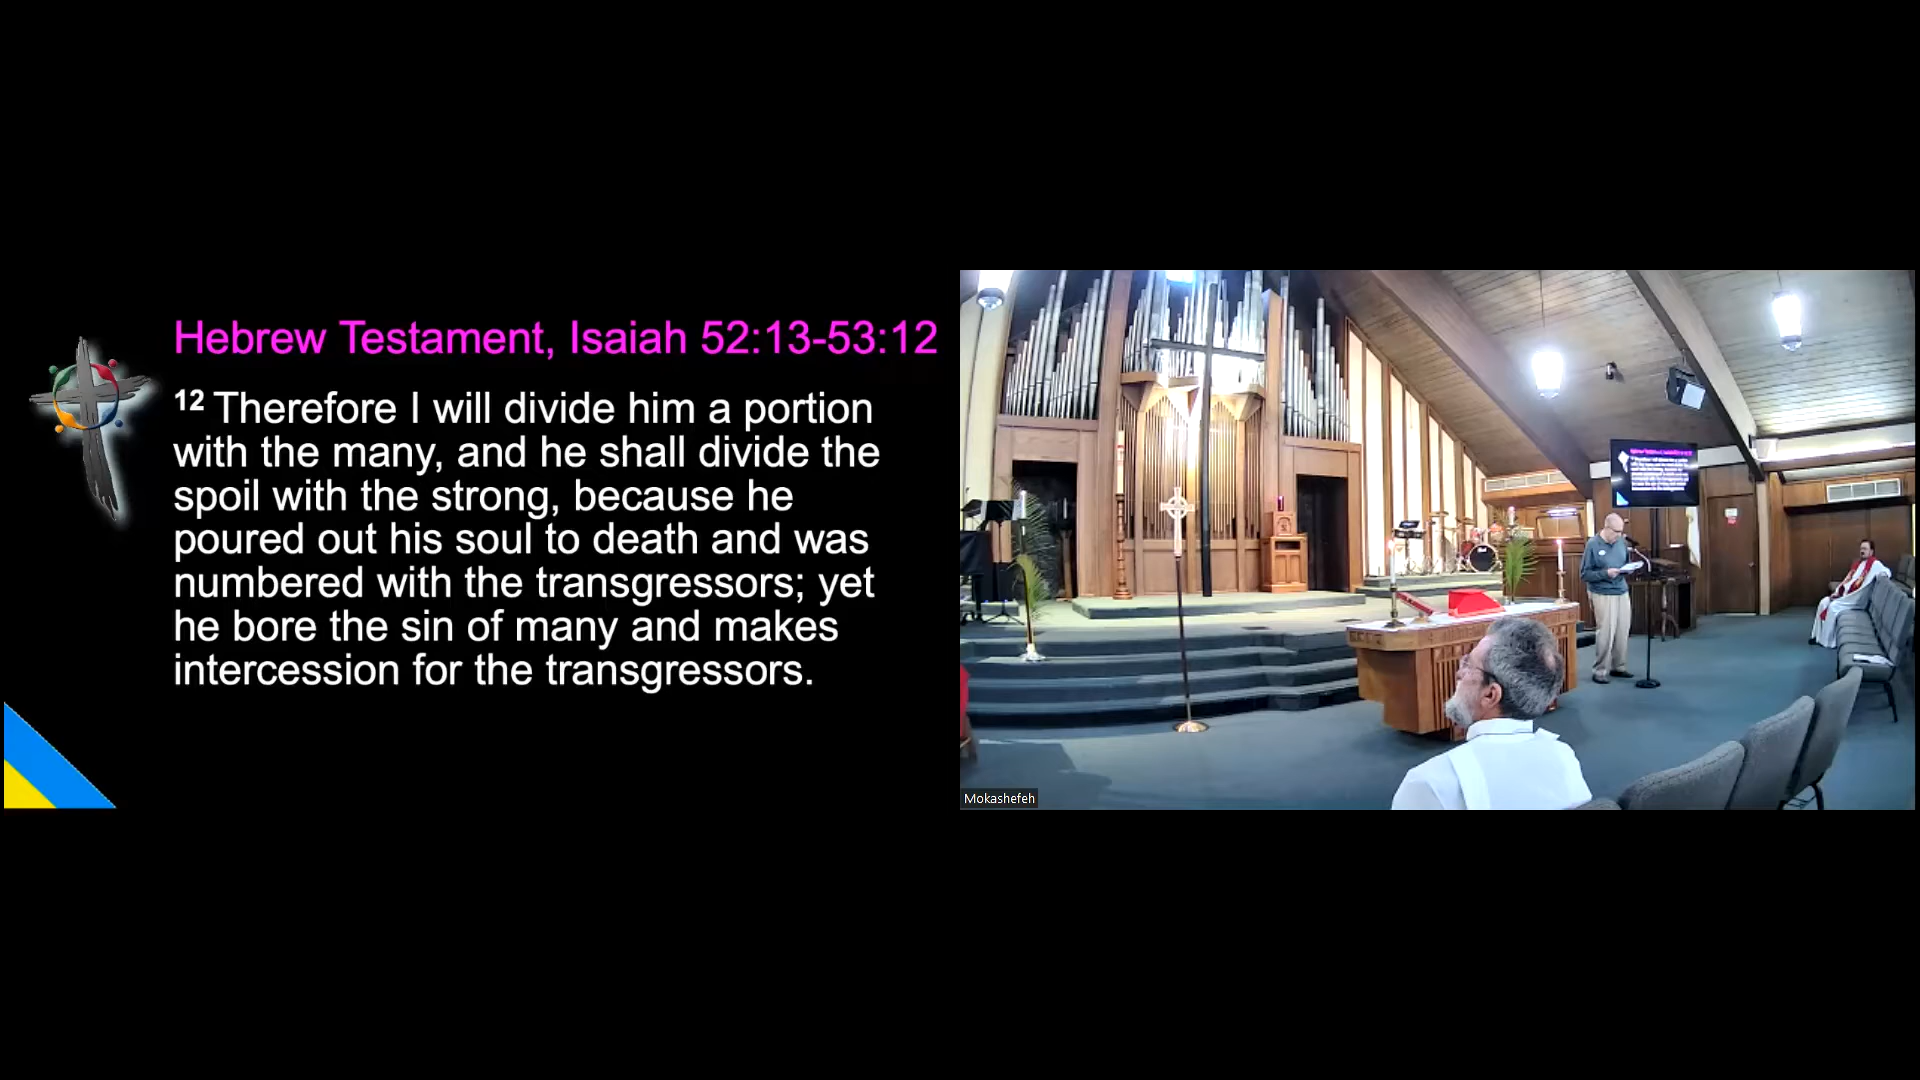 Hebrew Testament, Isaiah 52:13-53:12
12 Therefore I will divide him a portion
with the many, and he shall divide the
spoil with the strong, because he
poured out his soul to death and was
numbered with the transgressors; yet
he bore the sin of many and makes
intercession for the transgressors.
Mokashefeh